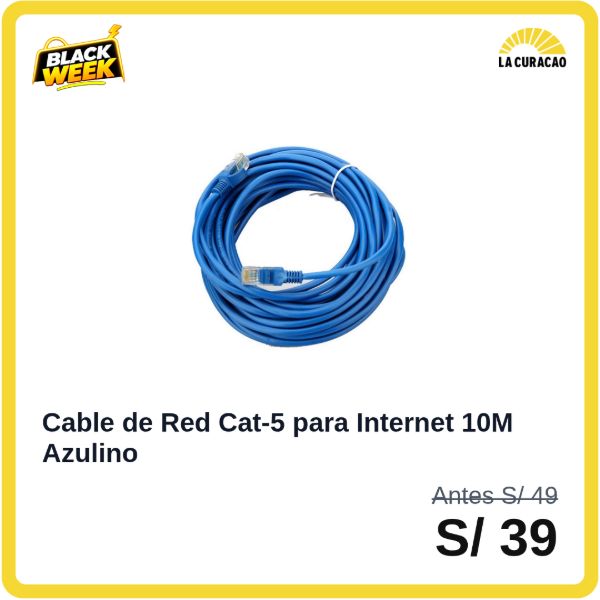 BLACK
WEEK
LA CURACAO
Cable de Red Cat-5 para Internet 10M
Azulino
Antes S/ 49
S/ 39